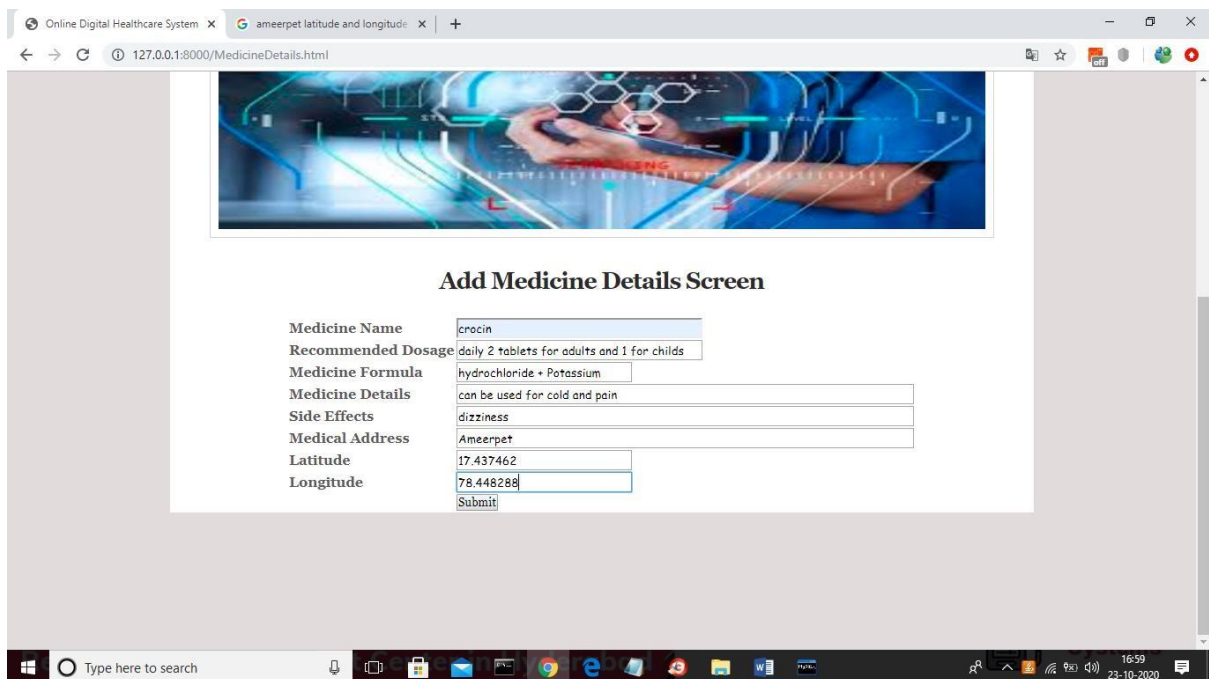 Online Digital Healthcare System
ameerpet latitude and longitude
127.0.0.1:8000/MedicineDetails.html
off
Add Medicine Details Screen
Medicine Name crocin
Recommended Dosage daily 2 tablets for adults and 1 for childs
Medicine Formula hydrochloride + Potassium
Medicine Details can be used for cold and pain
Side Effects dizziness
Medical Address Ameerpet
Latitude 17.437462
Longitude 78.448288
Submit
Type here to search
16:59
23-10-2020